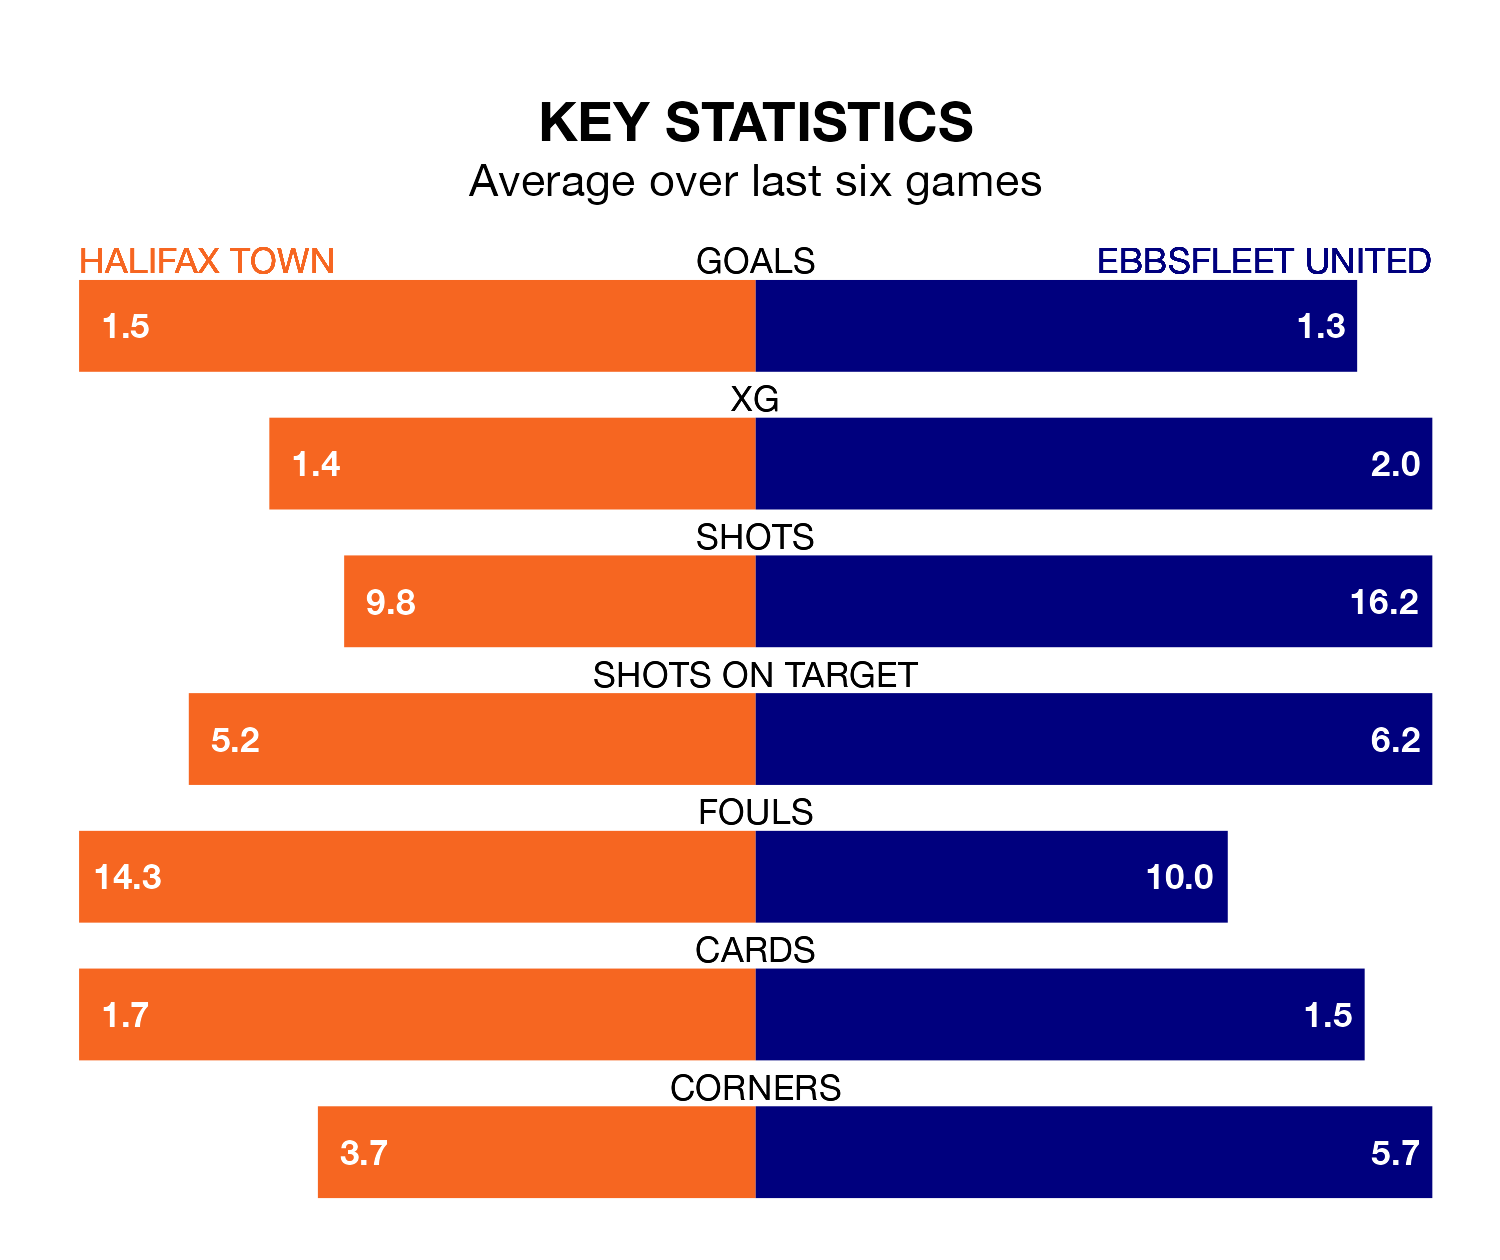 KEY STATISTICS
Average over last six games
HALIFAX TOWN GOALS EBBSFLEET UNITED
1.5 1.3
XG
1.4 2.0
SHOTS
9.8 16.2
SHOTS ON TARGET
5.2 6.2
FOULS
14.3 10.0
CARDS
1.7 1.5
CORNERS
3.7 5.7